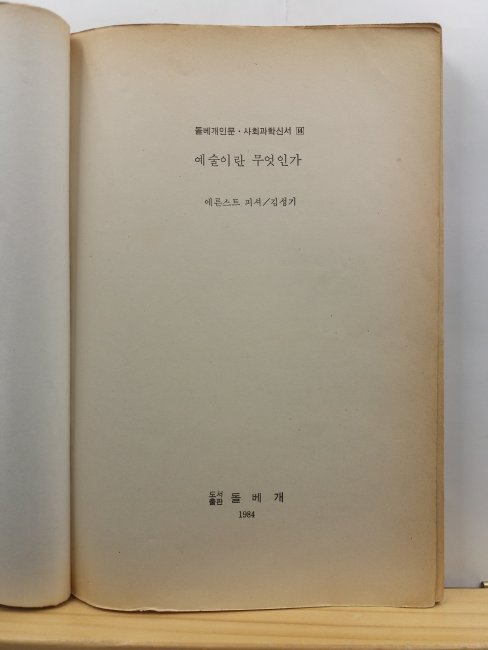 돌베개인문·사회과학신서 14
예술이란 무엇인가
에른스트 피셔/김성기
도서
출판 돌 베 개
1984